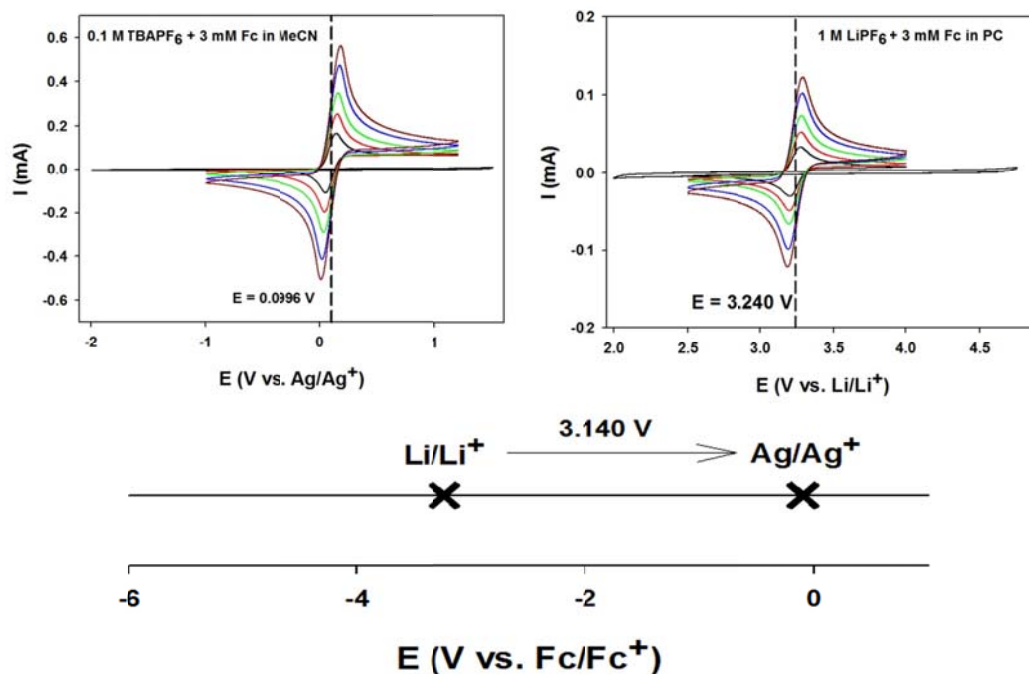 0.1 M TBAPF6 + 3 mM Fc in MeCN
0.6
0.4
0.2
0.0
-0.2
-0.4
-0.6
I (mA)
E = 0.0996 V
-2
-1
0
1
E (V vs. Ag/Ag+)
1 M LiPF6 + 3 mM Fc in PC
0.2
0.1
0.0
-0.1
-0.2
I (mA)
E = 3.240 V
2.0
2.5
3.0
3.5
4.0
4.5
E (V vs. Li/Li+)
3.140 V
Li/Li+
Ag/Ag+
-6
-4
-2
0
E (V vs. Fc/Fc+)